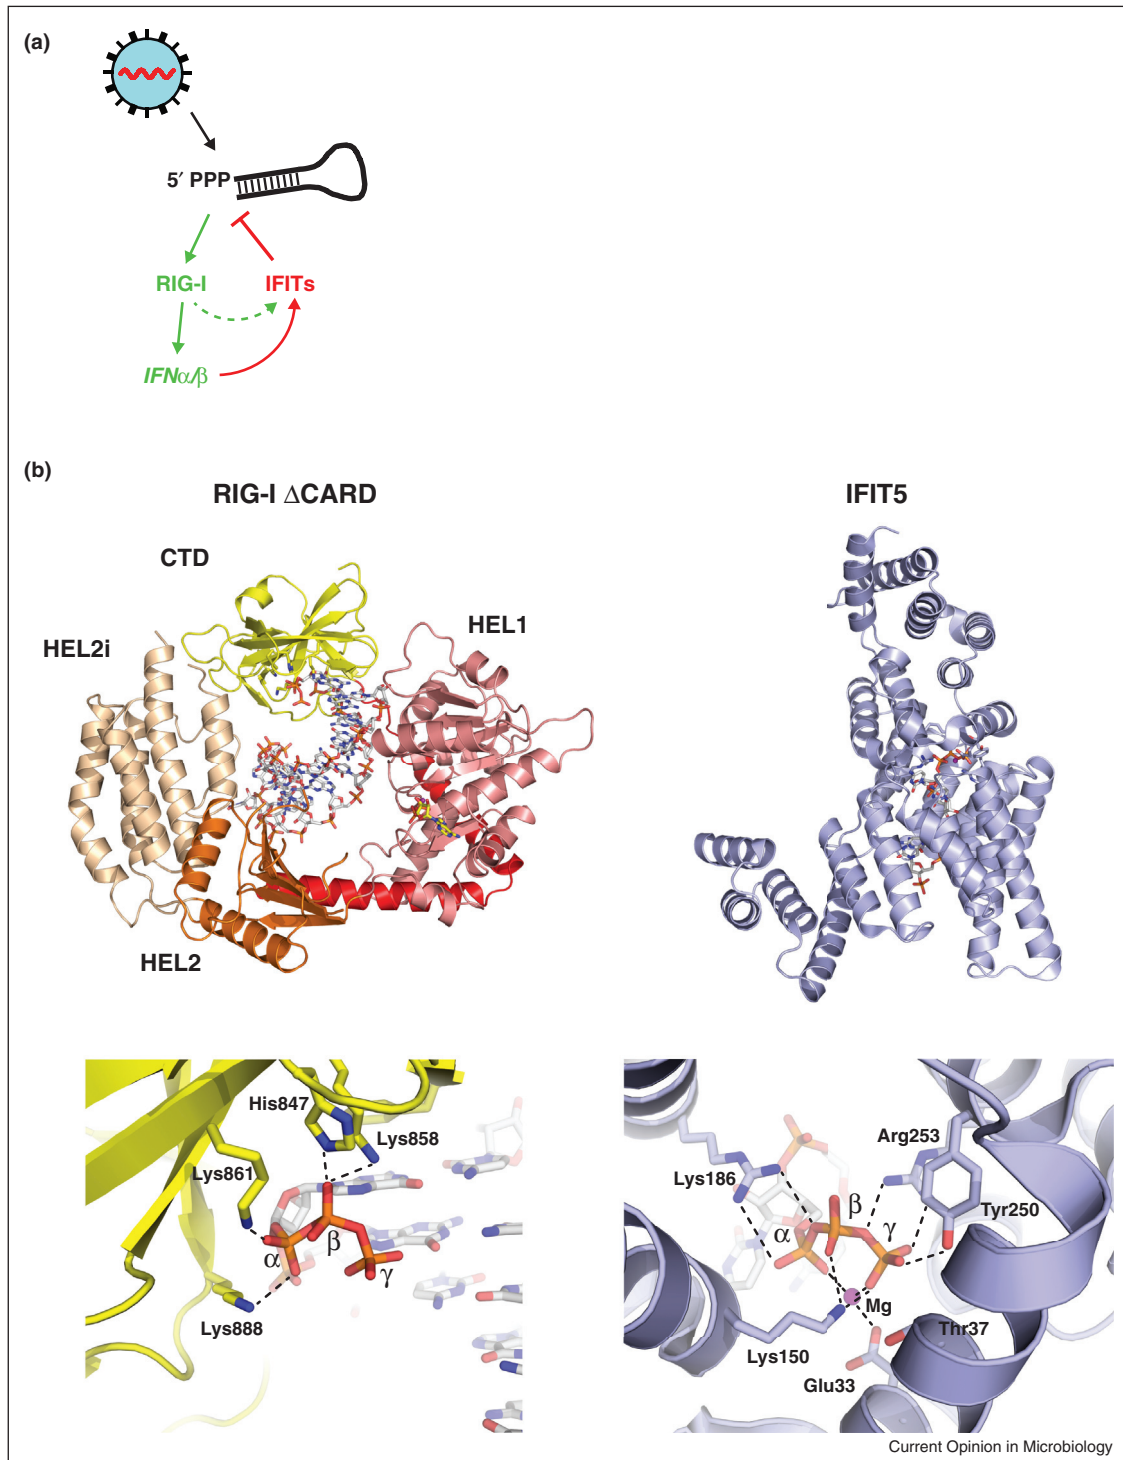 (a)
5′ PPP
RIG-I
IFITs
IFNα/β
(b)
RIG-I ΔCARD
IFIT5
CTD
HEL2i
HEL1
HEL2
His847
Lys858
Lys861
α
β
γ
Lys888
Arg253
Lys186
β
Tyr250
α
γ
Mg
Thr37
Lys150
Glu33
Current Opinion in Microbiology